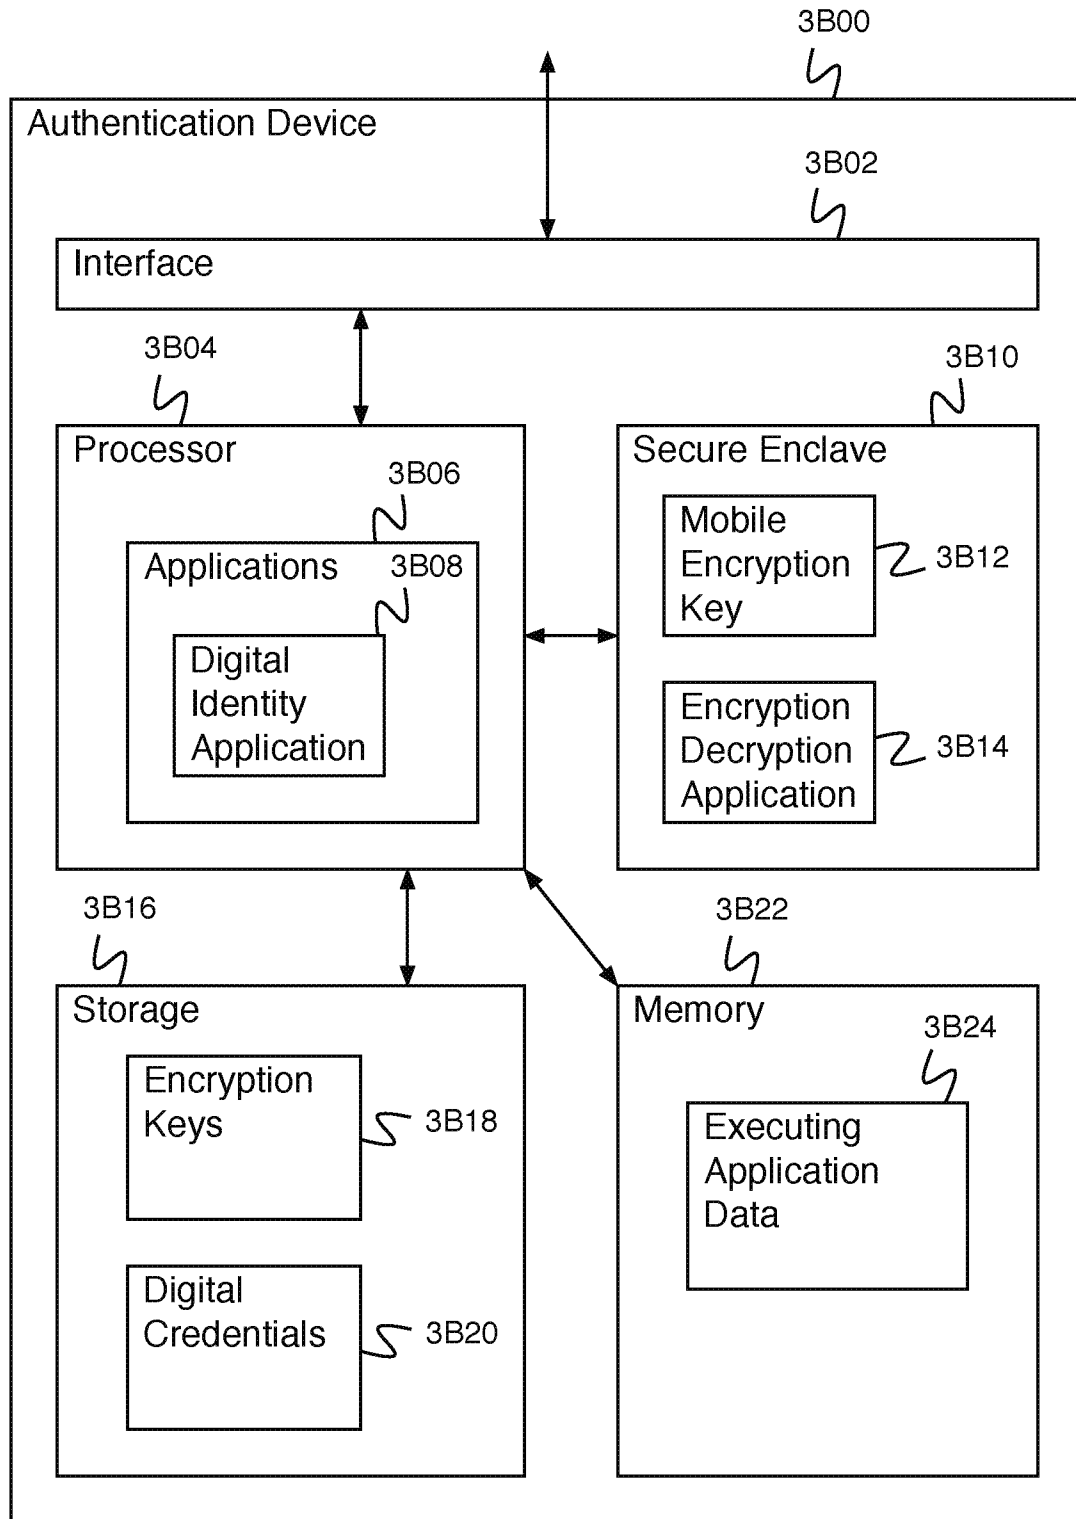 3B00
Authentication Device
3B02
Interface
3B04
3B10
Processor
Secure Enclave
3B06
Applications
3B08
Digital
Identity
Application
Mobile
Encryption
Key
3B12
Encryption
Decryption
Application
3B14
3B16
3B22
Storage
Memory
Encryption
Keys
3B18
3B24
Executing
Application
Data
Digital
Credentials
3B20